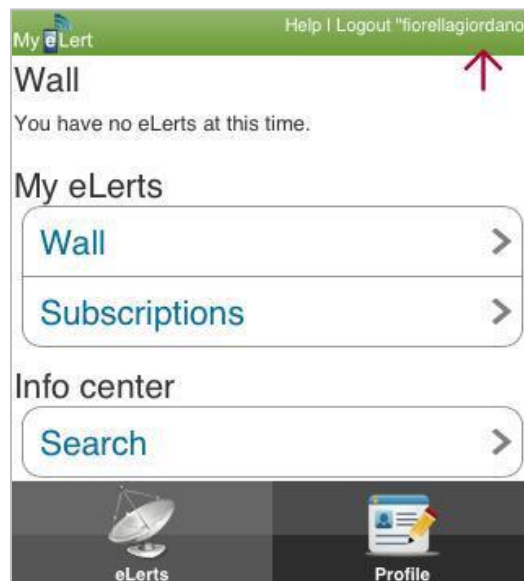 My eLert
Help | Logout "fiorellagiordano
Wall
You have no eLerts at this time.
My eLerts
Wall
Subscriptions
Info center
Search
eLerts
Profile